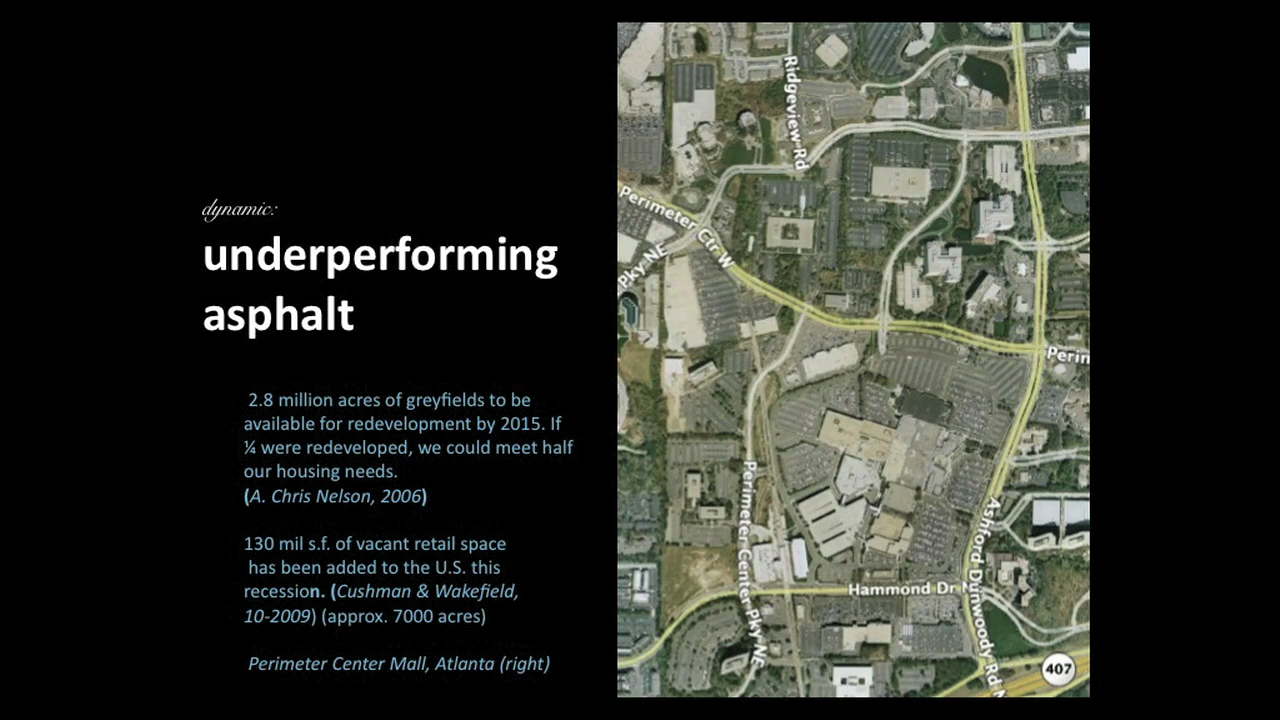 dynamic:
underperforming
asphalt
2.8 million acres of greyfields to be
available for redevelopment by 2015. If
¼ were redeveloped, we could meet half
our housing needs.
(A. Chris Nelson, 2006)
130 mil s.f. of vacant retail space
has been added to the U.S. this
recession. (Cushman & Wakefield,
10-2009) (approx. 7000 acres)
Perimeter Center Mall, Atlanta (right)
Ridgeview Rd
Perimeter Ctr W
Pky NE
Perin
Perimeter Center Pky NE
Ashford Dunwoody Rd N
Hammond Dr N
407